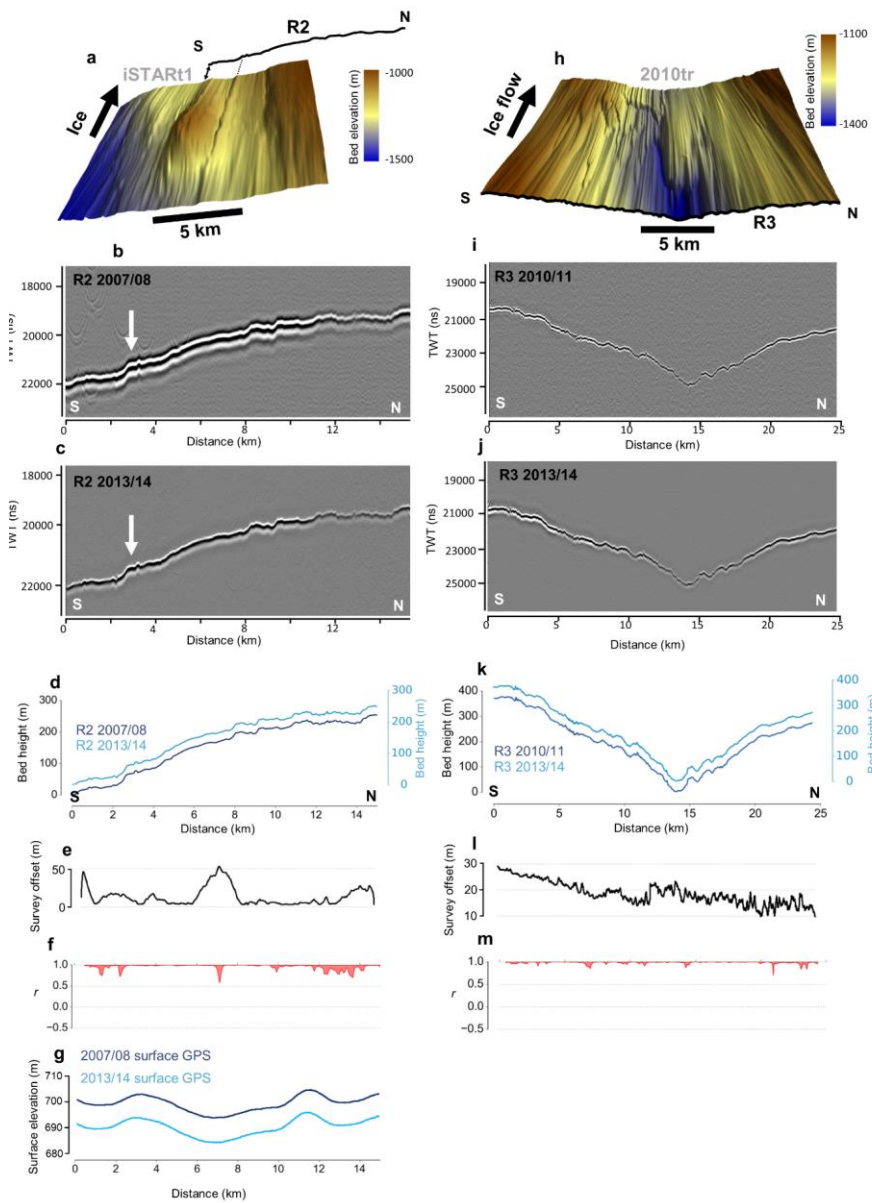 R2
N
S
a
iSTARt1
Ice
Bed elevation (m)
-1000
-1500
5 km
h
2010tr
Ice flow
Bed elevation (m)
-1100
-1400
S
N
R3
5 km
b
R2 2007/08
18000
20000
22000
TWT (ns)
S
N
0 4 8 12
Distance (km)
c
R2 2013/14
18000
20000
22000
TWT (ns)
S
N
0 4 8 12
Distance (km)
i
R3 2010/11
19000
21000
23000
25000
TWT (ns)
S
N
0 5 10 15 20 25
Distance (km)
j
R3 2013/14
19000
21000
23000
25000
TWT (ns)
S
N
0 5 10 15 20 25
Distance (km)
d
300
200
100
0
Bed height (m)
R2 2007/08
R2 2013/14
300
200
100
0
Bed height (m)
S
N
0 2 4 6 8 10 12 14
Distance (km)
e
50
0
Survey offset (m)
f
1.0
0.5
0.0
−0.5
r
g
2007/08 surface GPS
2013/14 surface GPS
710
700
690
680
Surface elevation (m)
0 2 4 6 8 10 12 14
Distance (km)
k
400
300
200
100
0
Bed height (m)
R3 2010/11
R3 2013/14
400
300
200
100
0
Bed height (m)
S
N
0 5 10 15 20 25
Distance (km)
l
30
20
10
Survey offset (m)
m
1.0
0.5
0.0
−0.5
r